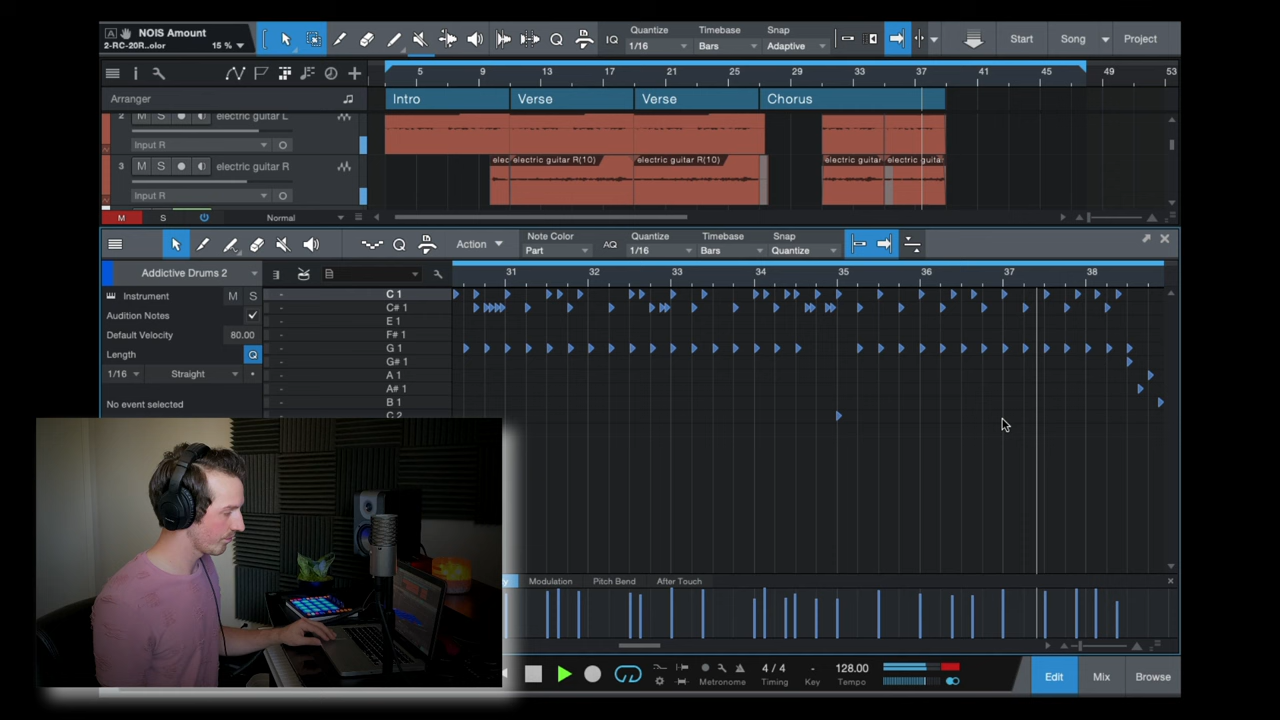 A NOIS Amount
2-RC-20R...olor 15 %
IQ
Quantize
1/16
Timebase
Bars
Snap
Adaptive
Start
Song
Project
5 9 13 17 21 25 29 33 37 41 45 49 53
Arranger
Intro Verse Verse Chorus
2 M S electric guitar L
Input R
3 M S electric guitar R
Input R
elec electric guitar R(10) electric guitar R(10) electric guitar electric guita
M S Normal
Action
Note Color
Part
AQ
Quantize
1/16
Timebase
Bars
Snap
Quantize
Addictive Drums 2
31 32 33 34 35 36 37 38
Instrument M S
Audition Notes
Default Velocity 80.00
Length Q
1/16 Straight
No event selected
- C 1
- C# 1
- E 1
- F# 1
- G 1
- G# 1
- A 1
- A# 1
- B 1
- C 2
y Modulation Pitch Bend After Touch
Metronome
4 / 4
Timing
-
Key
128.00
Tempo
Edit Mix Browse